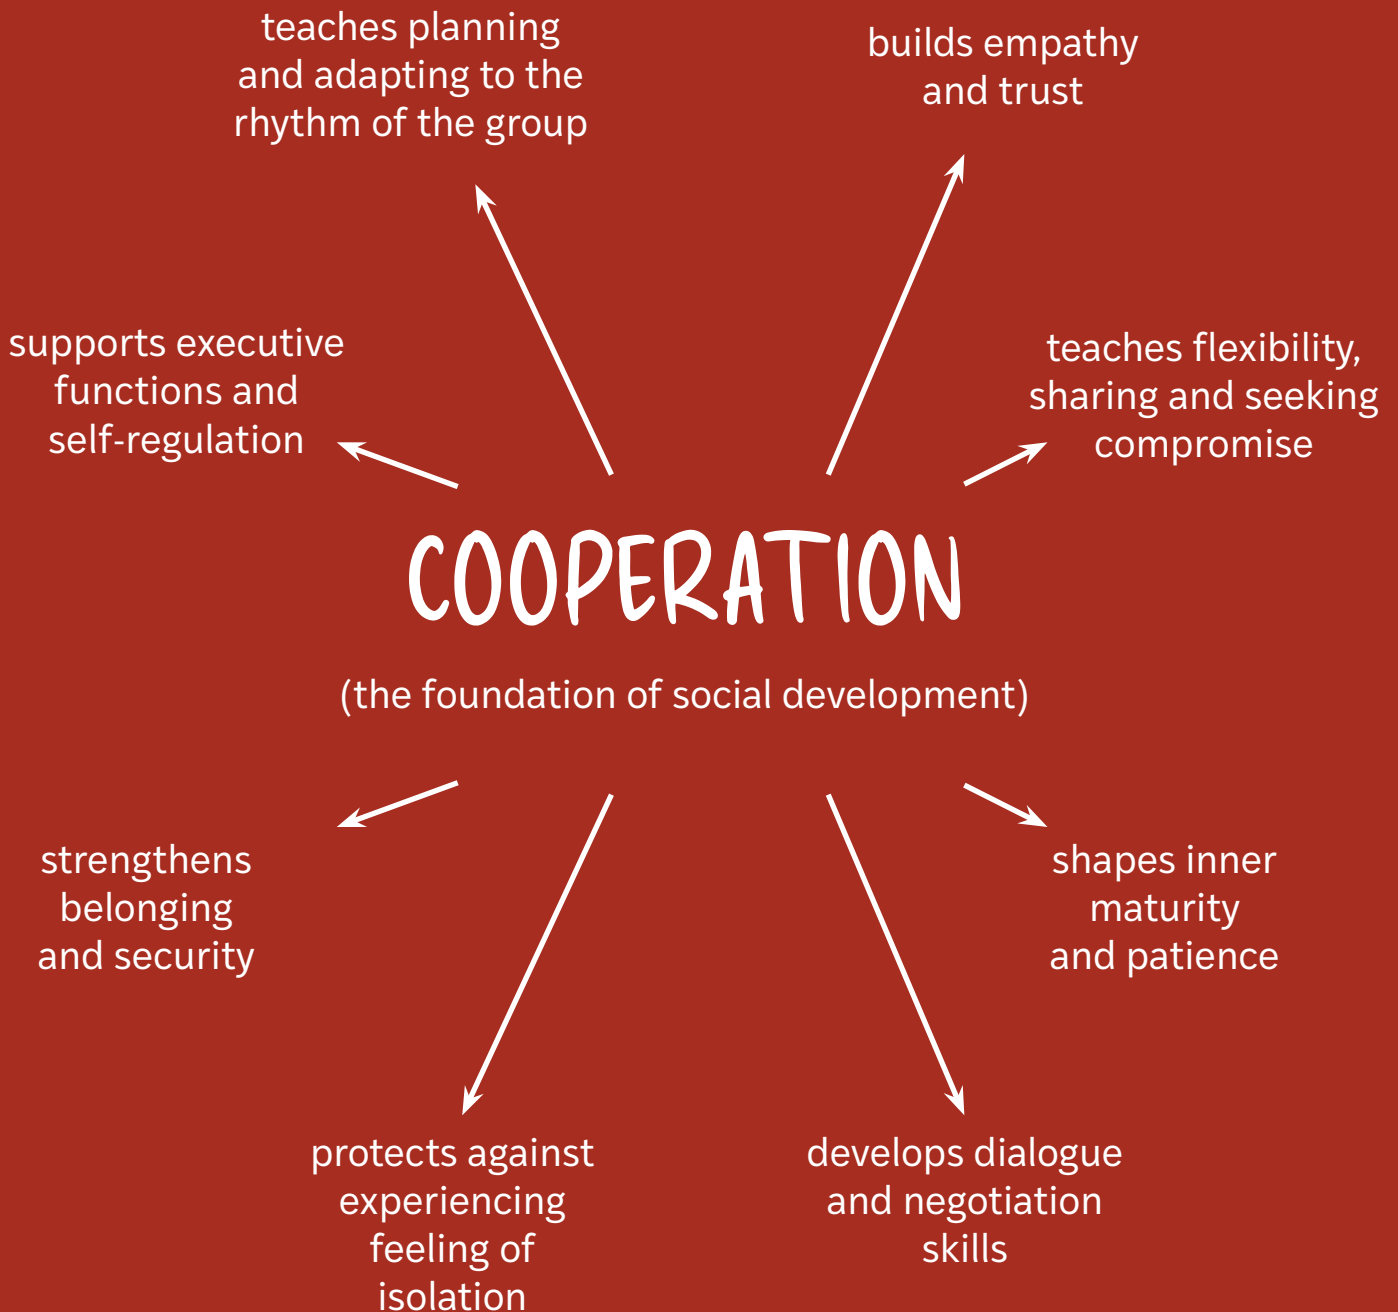 teaches planning
and adapting to the
rhythm of the group
builds empathy
and trust
supports executive
functions and
self-regulation
teaches flexibility,
sharing and seeking
compromise
COOPERATION
(the foundation of social development)
strengthens
belonging
and security
shapes inner
maturity
and patience
protects against
experiencing
feeling of
isolation
develops dialogue
and negotiation
skills